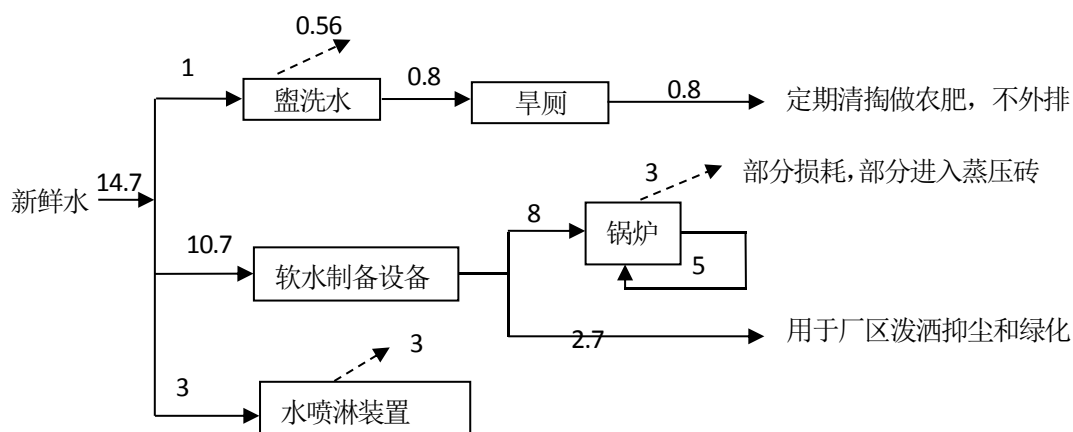 0.56
1
盥洗水
0.8
旱厕
0.8
定期清掏做农肥，不外排
新鲜水
14.7
3
部分损耗，部分进入蒸压砖
8
锅炉
5
10.7
软水制备设备
2.7
用于厂区泼洒抑尘和绿化
3
3
水喷淋装置